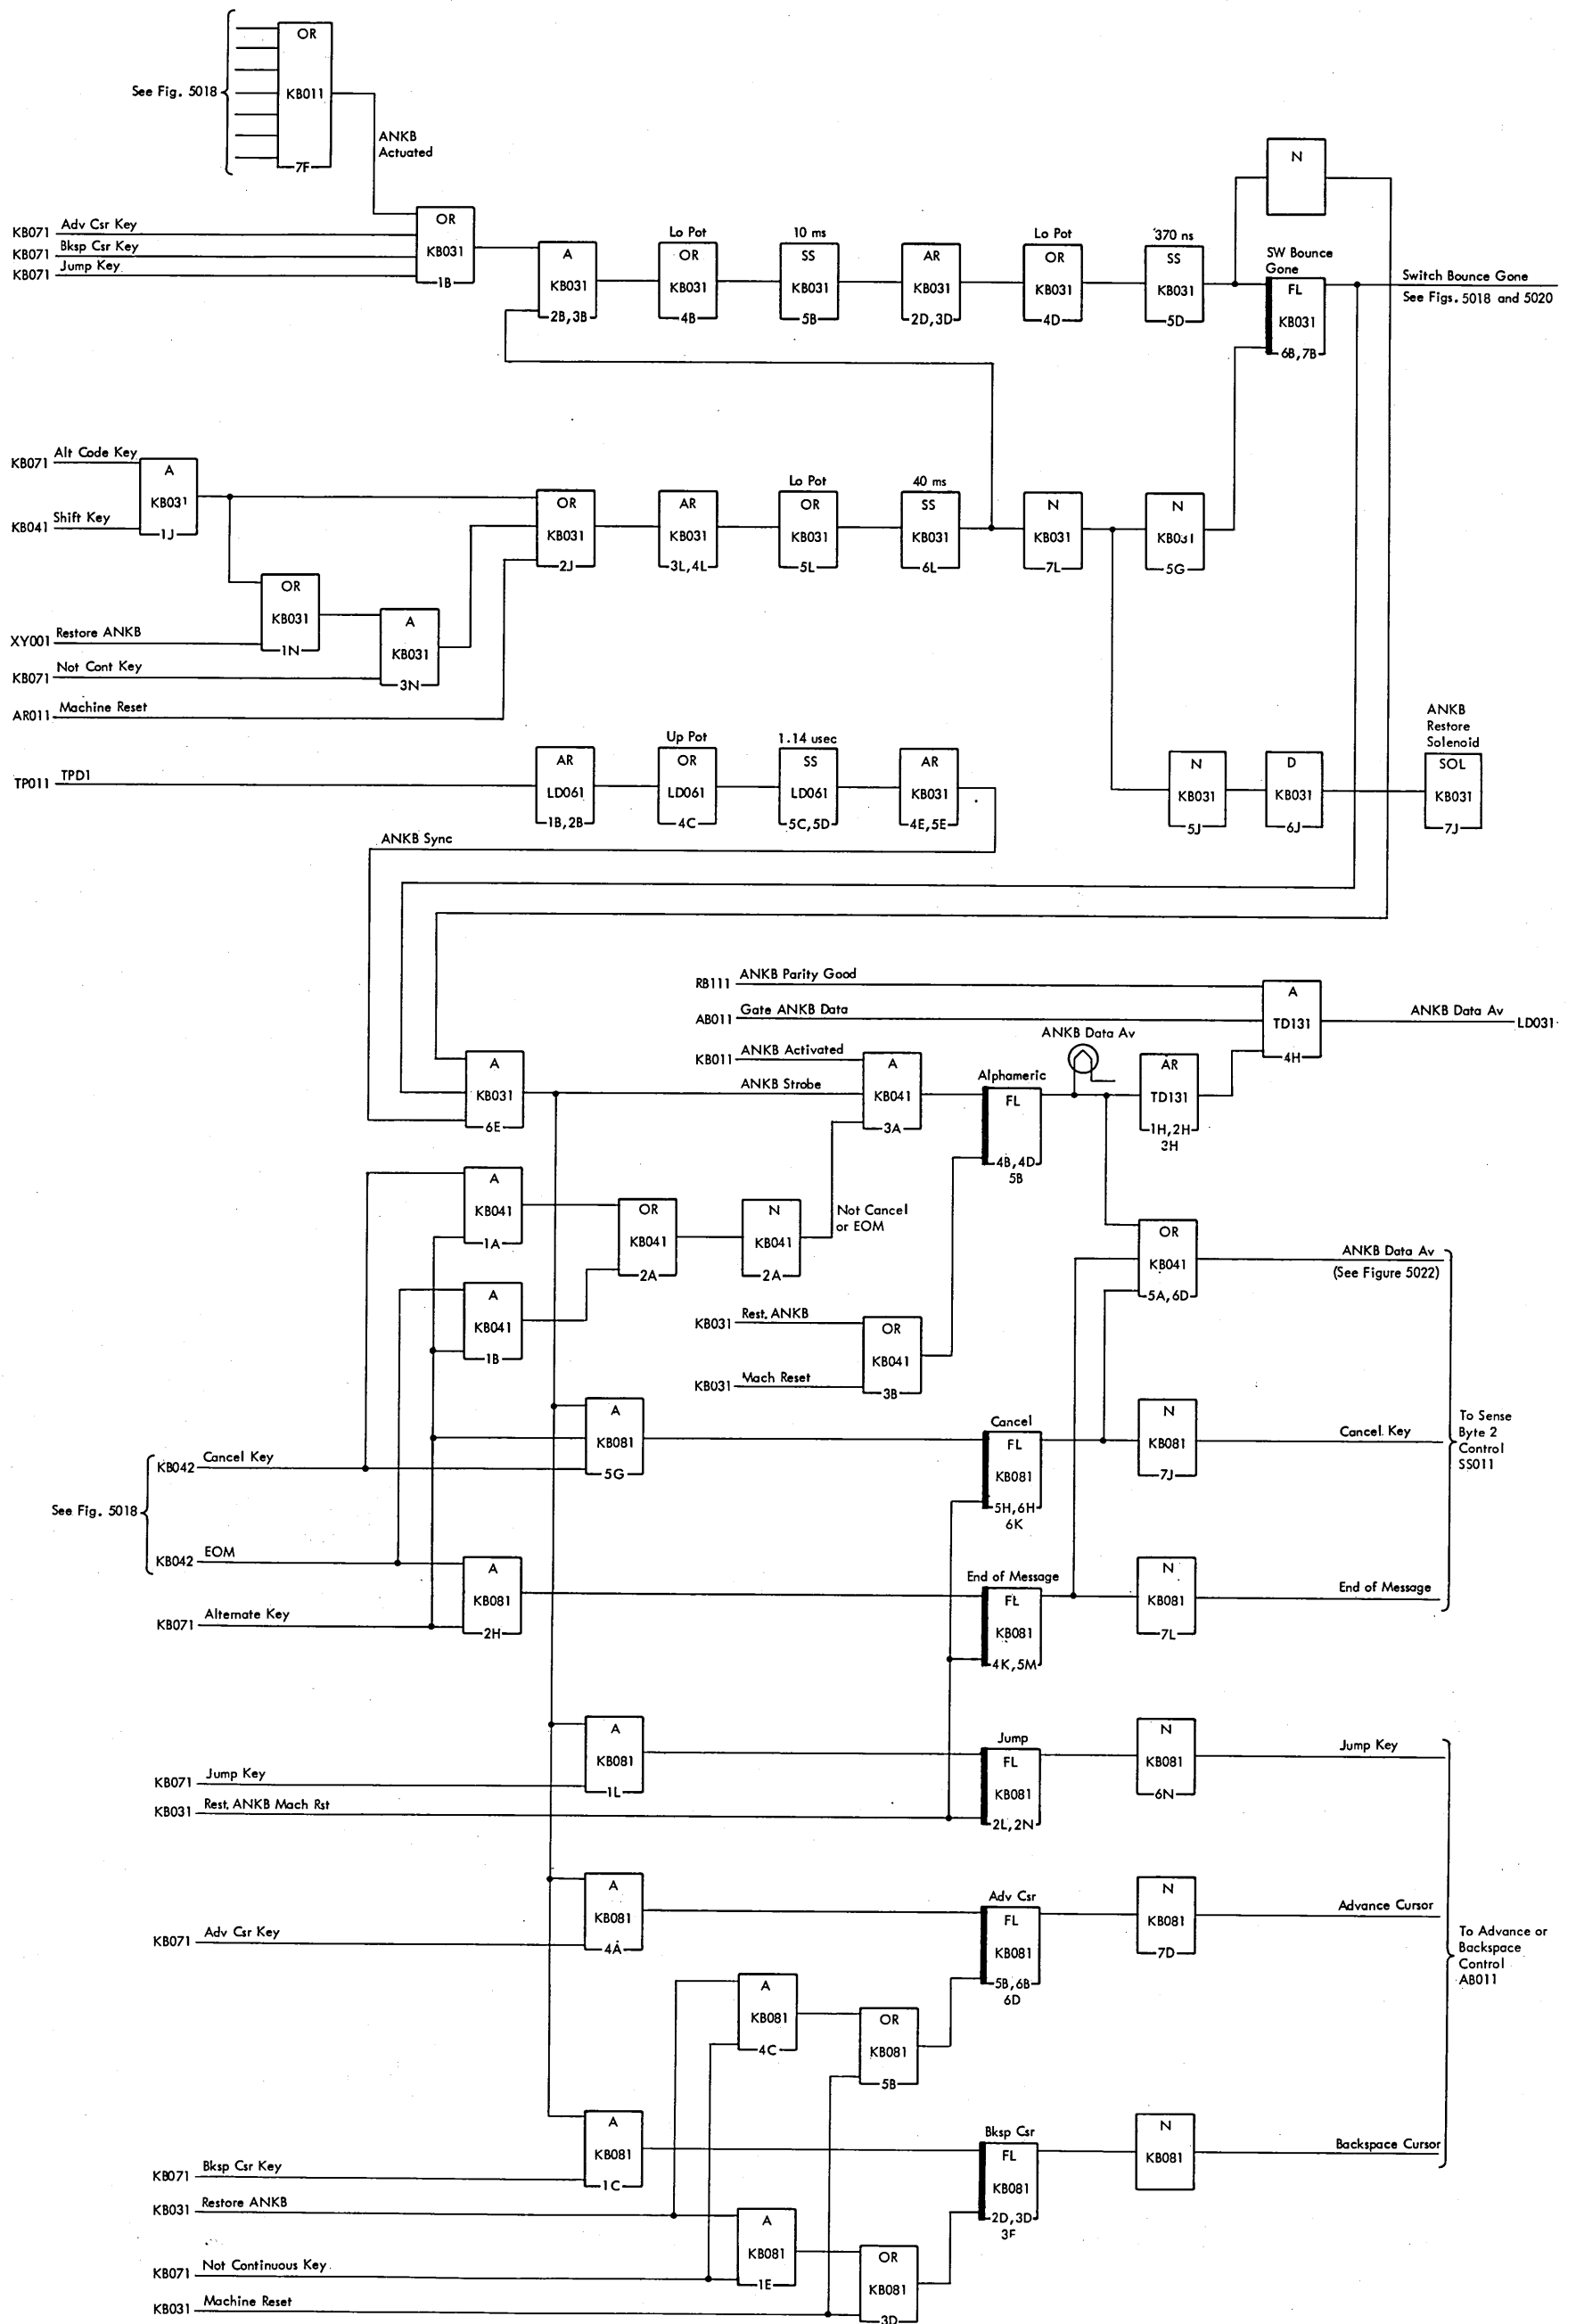 OR
See Fig. 5018
KB011
7F
ANKB
Actuated
N
KB071 Adv Csr Key
KB071 Bksp Csr Key
KB071 Jump Key
OR
KB031
1B
A
KB031
2B,3B
Lo Pot
OR
KB031
4B
10 ms
SS
KB031
5B
AR
KB031
2D,3D
Lo Pot
OR
KB031
4D
370 ns
SS
KB031
5D
SW Bounce
Gone
FL
KB031
6B,7B
Switch Bounce Gone
See Figs. 5018 and 5020
KB071 Alt Code Key
KB041 Shift Key
A
KB031
1J
OR
KB031
2J
AR
KB031
3L,4L
Lo Pot
OR
KB031
5L
40 ms
SS
KB031
6L
N
KB031
7L
N
KB031
5G
OR
KB031
1N
A
KB031
3N
XY001 Restore ANKB
KB071 Not Cont Key
AR011 Machine Reset
TP011 TPD1
AR
LD061
1B,2B
Up Pot
OR
LD061
4C
1.14 usec
SS
LD061
5C,5D
AR
KB031
4E,5E
N
KB031
5J
D
KB031
6J
ANKB
Restore
Solenoid
SOL
KB031
7J
ANKB Sync
RB111 ANKB Parity Good
AB011 Gate ANKB Data
A
TD131
4H
ANKB Data Av LD031
KB011 ANKB Activated
ANKB Strobe
A
KB031
6E
A
KB041
3A
Alphameric
FL
4B,4D
5B
ANKB Data Av
AR
TD131
1H,2H
3H
A
KB041
1A
OR
KB041
2A
N
KB041
2A
Not Cancel
or EOM
OR
KB041
5A,6D
ANKB Data Av
(See Figure 5022)
A
KB041
1B
KB031 Rest. ANKB
KB031 Mach Reset
OR
KB041
3B
See Fig. 5018
KB042 Cancel Key
A
KB081
5G
Cancel
FL
KB081
5H,6H
6K
N
KB081
7J
Cancel Key
To Sense
Byte 2
Control
SS011
KB042 EOM
KB071 Alternate Key
A
KB081
2H
End of Message
FL
KB081
4K,5M
N
KB081
7L
End of Message
KB071 Jump Key
A
KB081
1L
KB031 Rest. ANKB Mach Rst
Jump
FL
KB081
2L,2N
N
KB081
6N
Jump Key
KB071 Adv Csr Key
A
KB081
4A
Adv Csr
FL
KB081
5B,6B
6D
N
KB081
7D
Advance Cursor
To Advance or
Backspace
Control
AB011
A
KB081
4C
OR
KB081
5B
KB071 Bksp Csr Key
A
KB081
1C
Bksp Csr
FL
KB081
2D,3D
3F
N
KB081
Backspace Cursor
KB031 Restore ANKB
KB071 Not Continuous Key
KB031 Machine Reset
A
KB081
1E
OR
KB081
3D